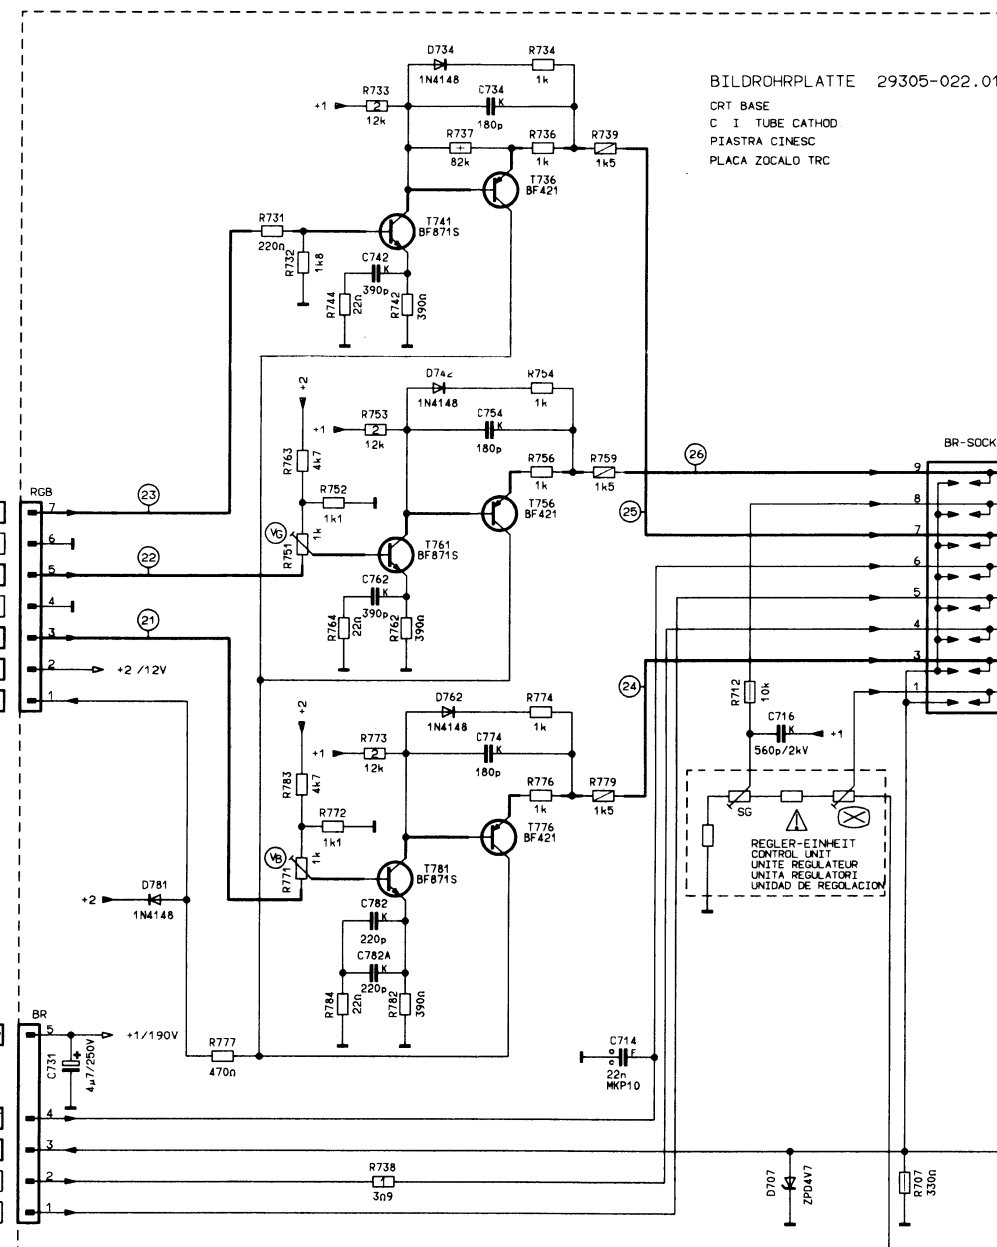 BILDROHRPLATTE 29305-022.01
CRT BASE
C I TUBE CATHOD
PIASTRA CINESC
PLACA ZOCALO TRC
D734
1N4148
R734
1k
+1
R733
2
12k
C734
K
180p
R737
+
82k
R736
1k
R739
1k5
T736
BF421
T741
BF871S
R731
220Ω
R732
1k8
C742
K
390p
R744
22Ω
R742
390Ω
+2
D742
1N4148
R754
1k
+1
R753
2
12k
C754
K
180p
R763
4k7
R756
1k
R759
1k5
26
BR-SOCK
RGB
7
23
R752
1k1
T756
BF421
25
6
VG
R751
1k
T761
BF871S
5
22
C762
K
390p
4
R764
22Ω
R762
390Ω
3
21
2
+2 /12V
1
9
8
7
6
5
4
3
1
24
+2
D762
1N4148
R774
1k
+1
R773
2
12k
C774
K
180p
R783
4k7
R776
1k
R779
1k5
R772
1k1
T776
BF421
VB
R771
1k
T781
BF871S
R712
10k
C716
K
560p/2kV
+1
SG
REGLER-EINHEIT
CONTROL UNIT
UNITE REGULATEUR
UNITA REGULATORI
UNIDAD DE REGOLACION
+2
D781
1N4148
C782
K
220p
C782A
K
220p
R784
22Ω
R782
390Ω
BR
5
+1/190V
C731
+
4µ7/250V
R777
470Ω
C714
F
22n
MKP10
4
3
2
R738
1
3Ω9
1
D707
ZPD4V7
R707
330Ω